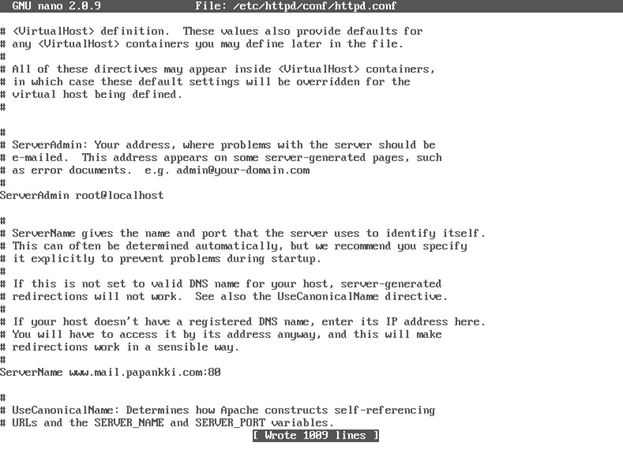 GNU nano 2.0.9 File: /etc/httpd/conf/httpd.conf
# <VirtualHost> definition.  These values also provide defaults for
# any <VirtualHost> containers you may define later in the file.
#
# All of these directives may appear inside <VirtualHost> containers,
# in which case these default settings will be overridden for the
# virtual host being defined.
#
#
# ServerAdmin: Your address, where problems with the server should be
# e-mailed.  This address appears on some server-generated pages, such
# as error documents.  e.g. admin@your-domain.com
#
ServerAdmin root@localhost
#
# ServerName gives the name and port that the server uses to identify itself.
# This can often be determined automatically, but we recommend you specify
# it explicitly to prevent problems during startup.
#
# If this is not set to valid DNS name for your host, server-generated
# redirections will not work.  See also the UseCanonicalName directive.
#
# If your host doesn't have a registered DNS name, enter its IP address here.
# You will have to access it by its address anyway, and this will make
# redirections work in a sensible way.
#
ServerName www.mail.papankki.com:80
#
# UseCanonicalName: Determines how Apache constructs self-referencing
# URLs and the SERVER_NAME and SERVER_PORT variables.
[ Wrote 1009 lines ]